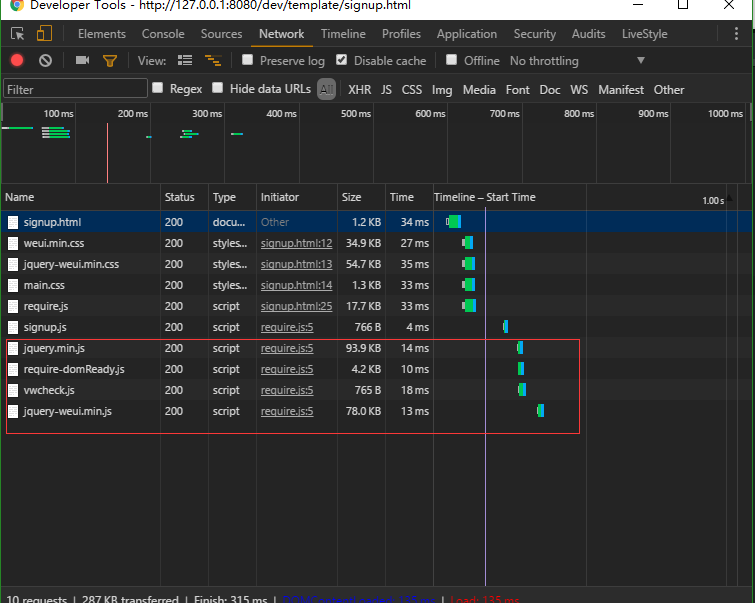 Developer Tools - http://127.0.0.1:8080/dev/template/signup.html
Elements Console Sources Network Timeline Profiles Application Security Audits LiveStyle
View: Preserve log Disable cache Offline No throttling
Filter Regex Hide data URLs All XHR JS CSS Img Media Font Doc WS Manifest Other
100 ms 200 ms 300 ms 400 ms 500 ms 600 ms 700 ms 800 ms 900 ms 1000 ms
Name Status Type Initiator Size Time Timeline – Start Time 1.00 s
signup.html 200 docu... Other 1.2 KB 34 ms
weui.min.css 200 styles... signup.html:12 34.9 KB 27 ms
jquery-weui.min.css 200 styles... signup.html:13 54.7 KB 35 ms
main.css 200 styles... signup.html:14 1.3 KB 33 ms
require.js 200 script signup.html:25 17.7 KB 33 ms
signup.js 200 script require.js:5 766 B 4 ms
jquery.min.js 200 script require.js:5 93.9 KB 14 ms
require-domReady.js 200 script require.js:5 4.2 KB 10 ms
vwcheck.js 200 script require.js:5 765 B 18 ms
jquery-weui.min.js 200 script require.js:5 78.0 KB 13 ms
10 requests | 287 KB transferred | Finish: 315 ms | DOMContentLoaded: 135 ms | Load: 135 ms